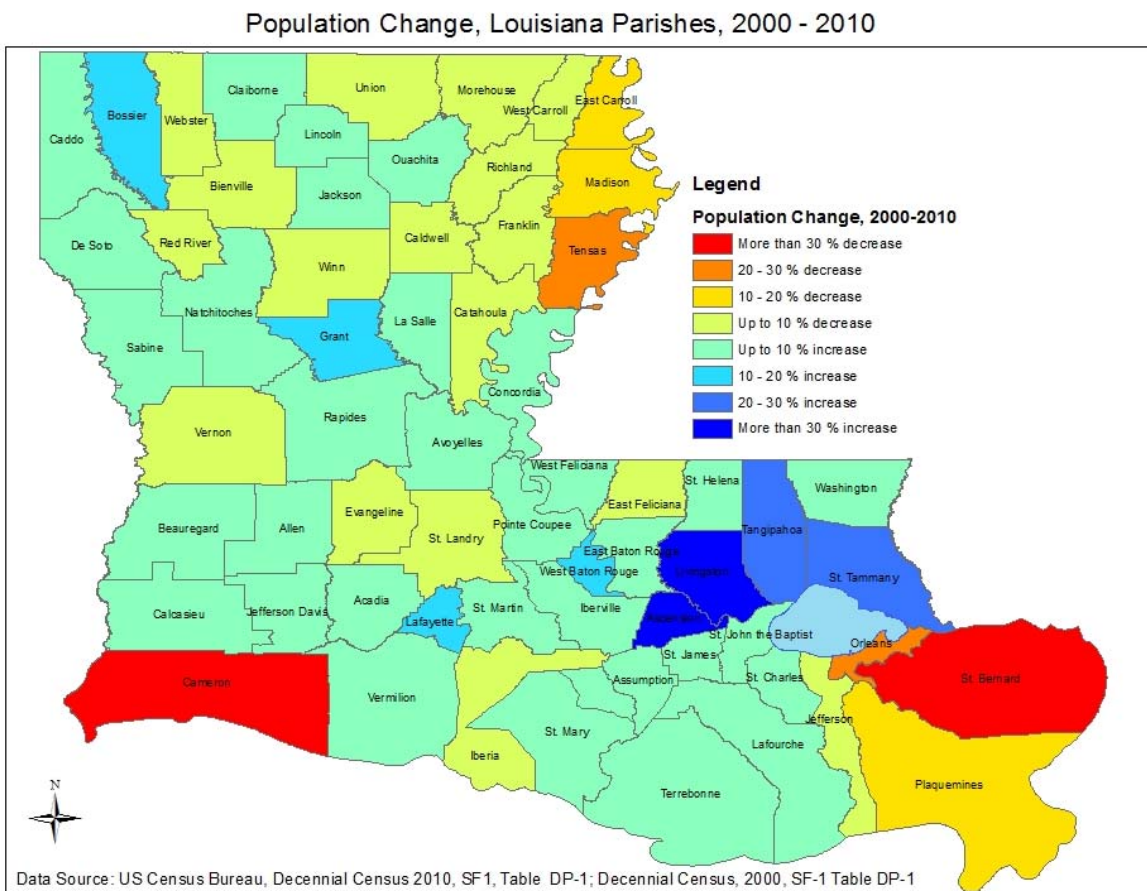 Population Change, Louisiana Parishes, 2000 - 2010
Claiborne
Union
Morehouse
West Carroll
East Carroll
Bossier
Webster
Caddo
Lincoln
Ouachita
Richland
Madison
Bienville
Jackson
Franklin
De Soto
Red River
Caldwell
Tensas
Winn
Natchitoches
Grant
La Salle
Catahoula
Sabine
Concordia
Rapides
Vernon
Avoyelles
West Feliciana
St. Helena
Washington
East Feliciana
Evangeline
Pointe Coupee
Tangipahoa
Beauregard
Allen
St. Landry
East Baton Rouge
West Baton Rouge
Livingston
St. Tammany
Calcasieu
Jefferson Davis
Acadia
St. Martin
Iberville
Lafayette
Ascension
St. John the Baptist
Orleans
St. James
Cameron
Vermilion
Assumption
St. Charles
St. Bernard
Jefferson
St. Mary
Lafourche
Iberia
Plaquemines
Terrebonne
Legend
Population Change, 2000-2010
More than 30 % decrease
20 - 30 % decrease
10 - 20 % decrease
Up to 10 % decrease
Up to 10 % increase
10 - 20 % increase
20 - 30 % increase
More than 30 % increase
N
Data Source: US Census Bureau, Decennial Census 2010, SF1, Table DP-1; Decennial Census, 2000, SF-1 Table DP-1